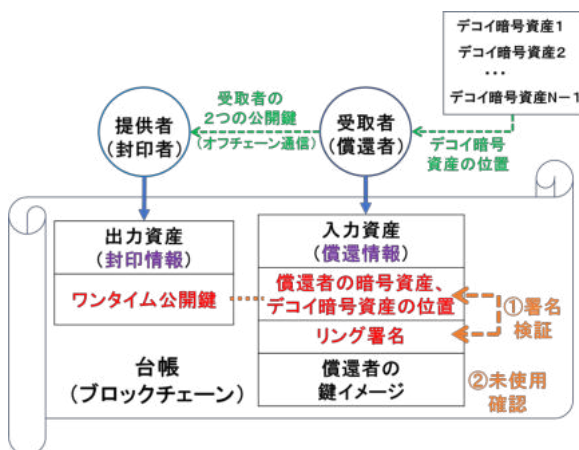 デコイ暗号資産1
デコイ暗号資産2
・・・
デコイ暗号資産N－1
提供者
(封印者)
受取者の
2つの公開鍵
(オフチェーン通信)
受取者
(償還者)
デコイ暗号
資産の位置
出力資産
(封印情報)
ワンタイム公開鍵
入力資産
(償還情報)
償還者の暗号資産、
デコイ暗号資産の位置
リング署名
償還者の
鍵イメージ
①署名
検証
②未使用
確認
台帳
(ブロックチェーン)